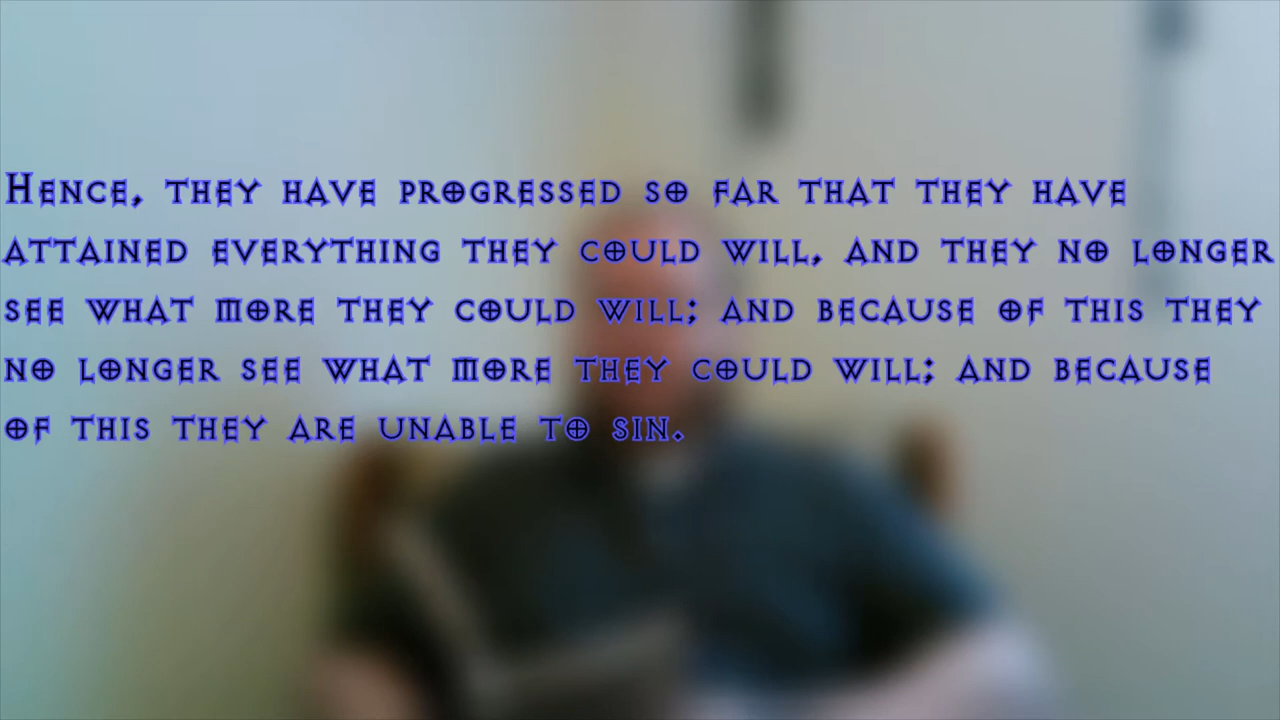 Hence, they have progressed so far that they have
attained everything they could will, and they no longer
see what more they could will; and because of this they
no longer see what more they could will; and because
of this they are unable to sin.